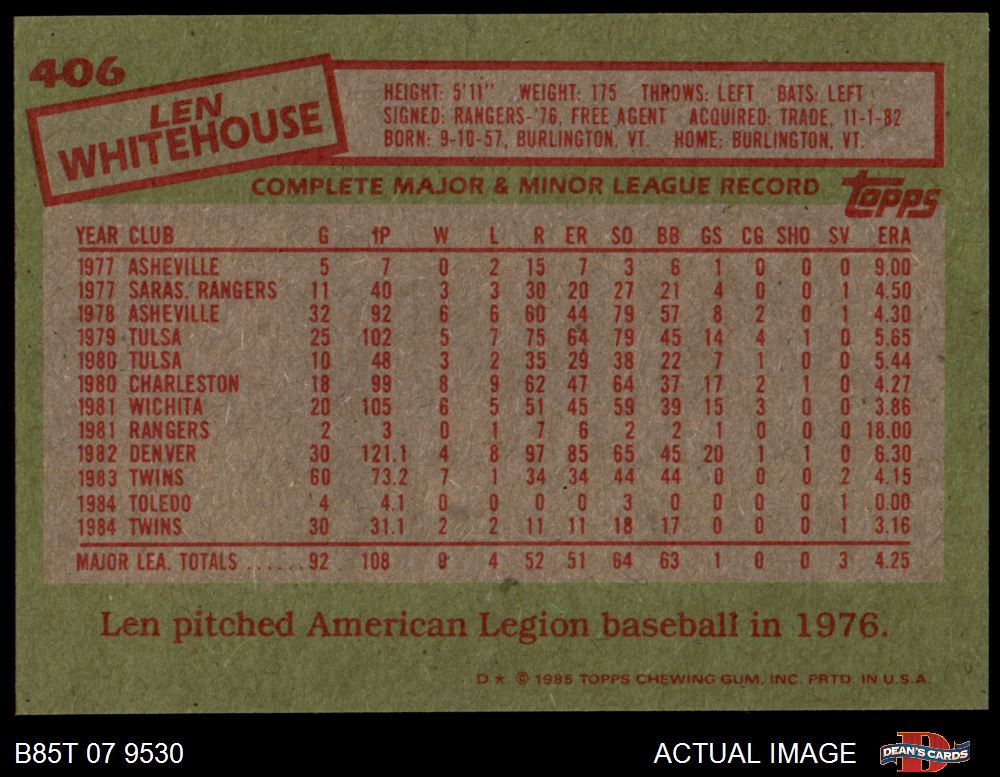 406
LEN
WHITEHOUSE
HEIGHT: 5'11" WEIGHT: 175 THROWS: LEFT BATS: LEFT
SIGNED: RANGERS-'76, FREE AGENT ACQUIRED: TRADE, 11-1-82
BORN: 9-10-57, BURLINGTON, VT. HOME: BURLINGTON, VT.
COMPLETE MAJOR & MINOR LEAGUE RECORD topps
YEAR CLUB G IP W L R ER SO BB GS CG SHO SV ERA
1977 ASHEVILLE 5 7 0 2 15 7 3 6 1 0 0 0 9.00
1977 SARAS. RANGERS 11 40 3 3 30 20 27 21 4 0 0 1 4.50
1978 ASHEVILLE 32 92 6 6 60 44 79 57 8 2 0 1 4.30
1979 TULSA 25 102 5 7 75 64 79 45 14 4 1 0 5.65
1980 TULSA 10 48 3 2 35 29 38 22 7 1 0 0 5.44
1980 CHARLESTON 18 99 8 9 62 47 64 37 17 2 1 0 4.27
1981 WICHITA 20 105 6 5 51 45 59 39 15 3 0 0 3.86
1981 RANGERS 2 3 0 1 7 6 2 2 1 0 0 0 18.00
1982 DENVER 30 121.1 4 8 97 85 65 45 20 1 1 0 6.30
1983 TWINS 60 73.2 7 1 34 34 44 44 0 0 0 2 4.15
1984 TOLEDO 4 4.1 0 0 0 0 3 0 0 0 0 1 0.00
1984 TWINS 30 31.1 2 2 11 11 18 17 0 0 0 1 3.16
MAJOR LEA. TOTALS ......92 108 9 4 52 51 64 63 1 0 0 3 4.25
Len pitched American Legion baseball in 1976.
D * © 1985 TOPPS CHEWING GUM, INC. PRTD. IN U.S.A.
B85T 07 9530 ACTUAL IMAGE DEAN'S CARDS